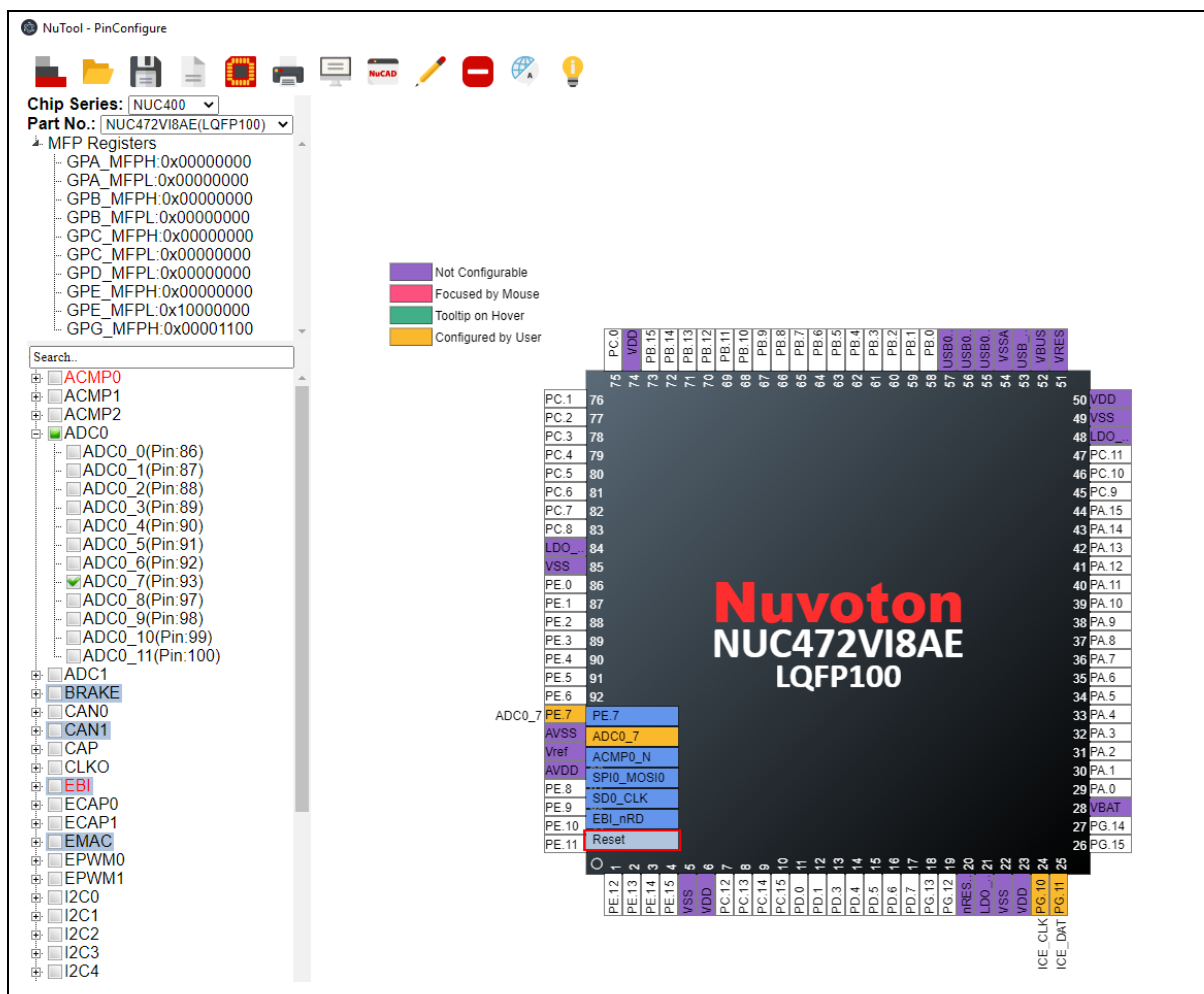 NuTool - PinConfigure
NuCAD
A
Chip Series: NUC400
Part No.: NUC472VI8AE(LQFP100)
MFP Registers
GPA_MFPH:0x00000000
GPA_MFPL:0x00000000
GPB_MFPH:0x00000000
GPB_MFPL:0x00000000
GPC_MFPH:0x00000000
GPC_MFPL:0x00000000
GPD_MFPL:0x00000000
GPE_MFPH:0x00000000
GPE_MFPL:0x10000000
GPG_MFPH:0x00001100
Search..
ACMP0
ACMP1
ACMP2
ADC0
ADC0_0(Pin:86)
ADC0_1(Pin:87)
ADC0_2(Pin:88)
ADC0_3(Pin:89)
ADC0_4(Pin:90)
ADC0_5(Pin:91)
ADC0_6(Pin:92)
ADC0_7(Pin:93)
ADC0_8(Pin:97)
ADC0_9(Pin:98)
ADC0_10(Pin:99)
ADC0_11(Pin:100)
ADC1
BRAKE
CAN0
CAN1
CAP
CLKO
EBI
ECAP0
ECAP1
EMAC
EPWM0
EPWM1
I2C0
I2C1
I2C2
I2C3
I2C4
Not Configurable
Focused by Mouse
Tooltip on Hover
Configured by User
PC.0 VDD PB.15 PB.14 PB.13 PB.12 PB.11 PB.10 PB.9 PB.8 PB.7 PB.6 PB.5 PB.4 PB.3 PB.2 PB.1 PB.0 USB0.. USB0.. USB0.. VSSA USB_.. VBUS VRES
75 74 73 72 71 70 69 68 67 66 65 64 63 62 61 60 59 58 57 56 55 54 53 52 51
PC.1 76
PC.2 77
PC.3 78
PC.4 79
PC.5 80
PC.6 81
PC.7 82
PC.8 83
LDO_.. 84
VSS 85
PE.0 86
PE.1 87
PE.2 88
PE.3 89
PE.4 90
PE.5 91
PE.6 92
ADC0_7 PE.7
AVSS
Vref
AVDD
PE.8
PE.9
PE.10
PE.11
PE.7
ADC0_7
ACMP0_N
SPI0_MOSI0
SD0_CLK
EBI_nRD
Reset
Nuvoton
NUC472VI8AE
LQFP100
50 VDD
49 VSS
48 LDO_..
47 PC.11
46 PC.10
45 PC.9
44 PA.15
43 PA.14
42 PA.13
41 PA.12
40 PA.11
39 PA.10
38 PA.9
37 PA.8
36 PA.7
35 PA.6
34 PA.5
33 PA.4
32 PA.3
31 PA.2
30 PA.1
29 PA.0
28 VBAT
27 PG.14
26 PG.15
1 2 3 4 5 6 7 8 9 10 11 12 13 14 15 16 17 18 19 20 21 22 23 24 25
PE.12 PE.13 PE.14 PE.15 VSS VDD PC.12 PC.13 PC.14 PC.15 PD.0 PD.1 PD.3 PD.4 PD.5 PD.6 PD.7 PG.13 PG.12 nRES.. LDO_.. VSS VDD PG.10 PG.11
ICE_CLK ICE_DAT